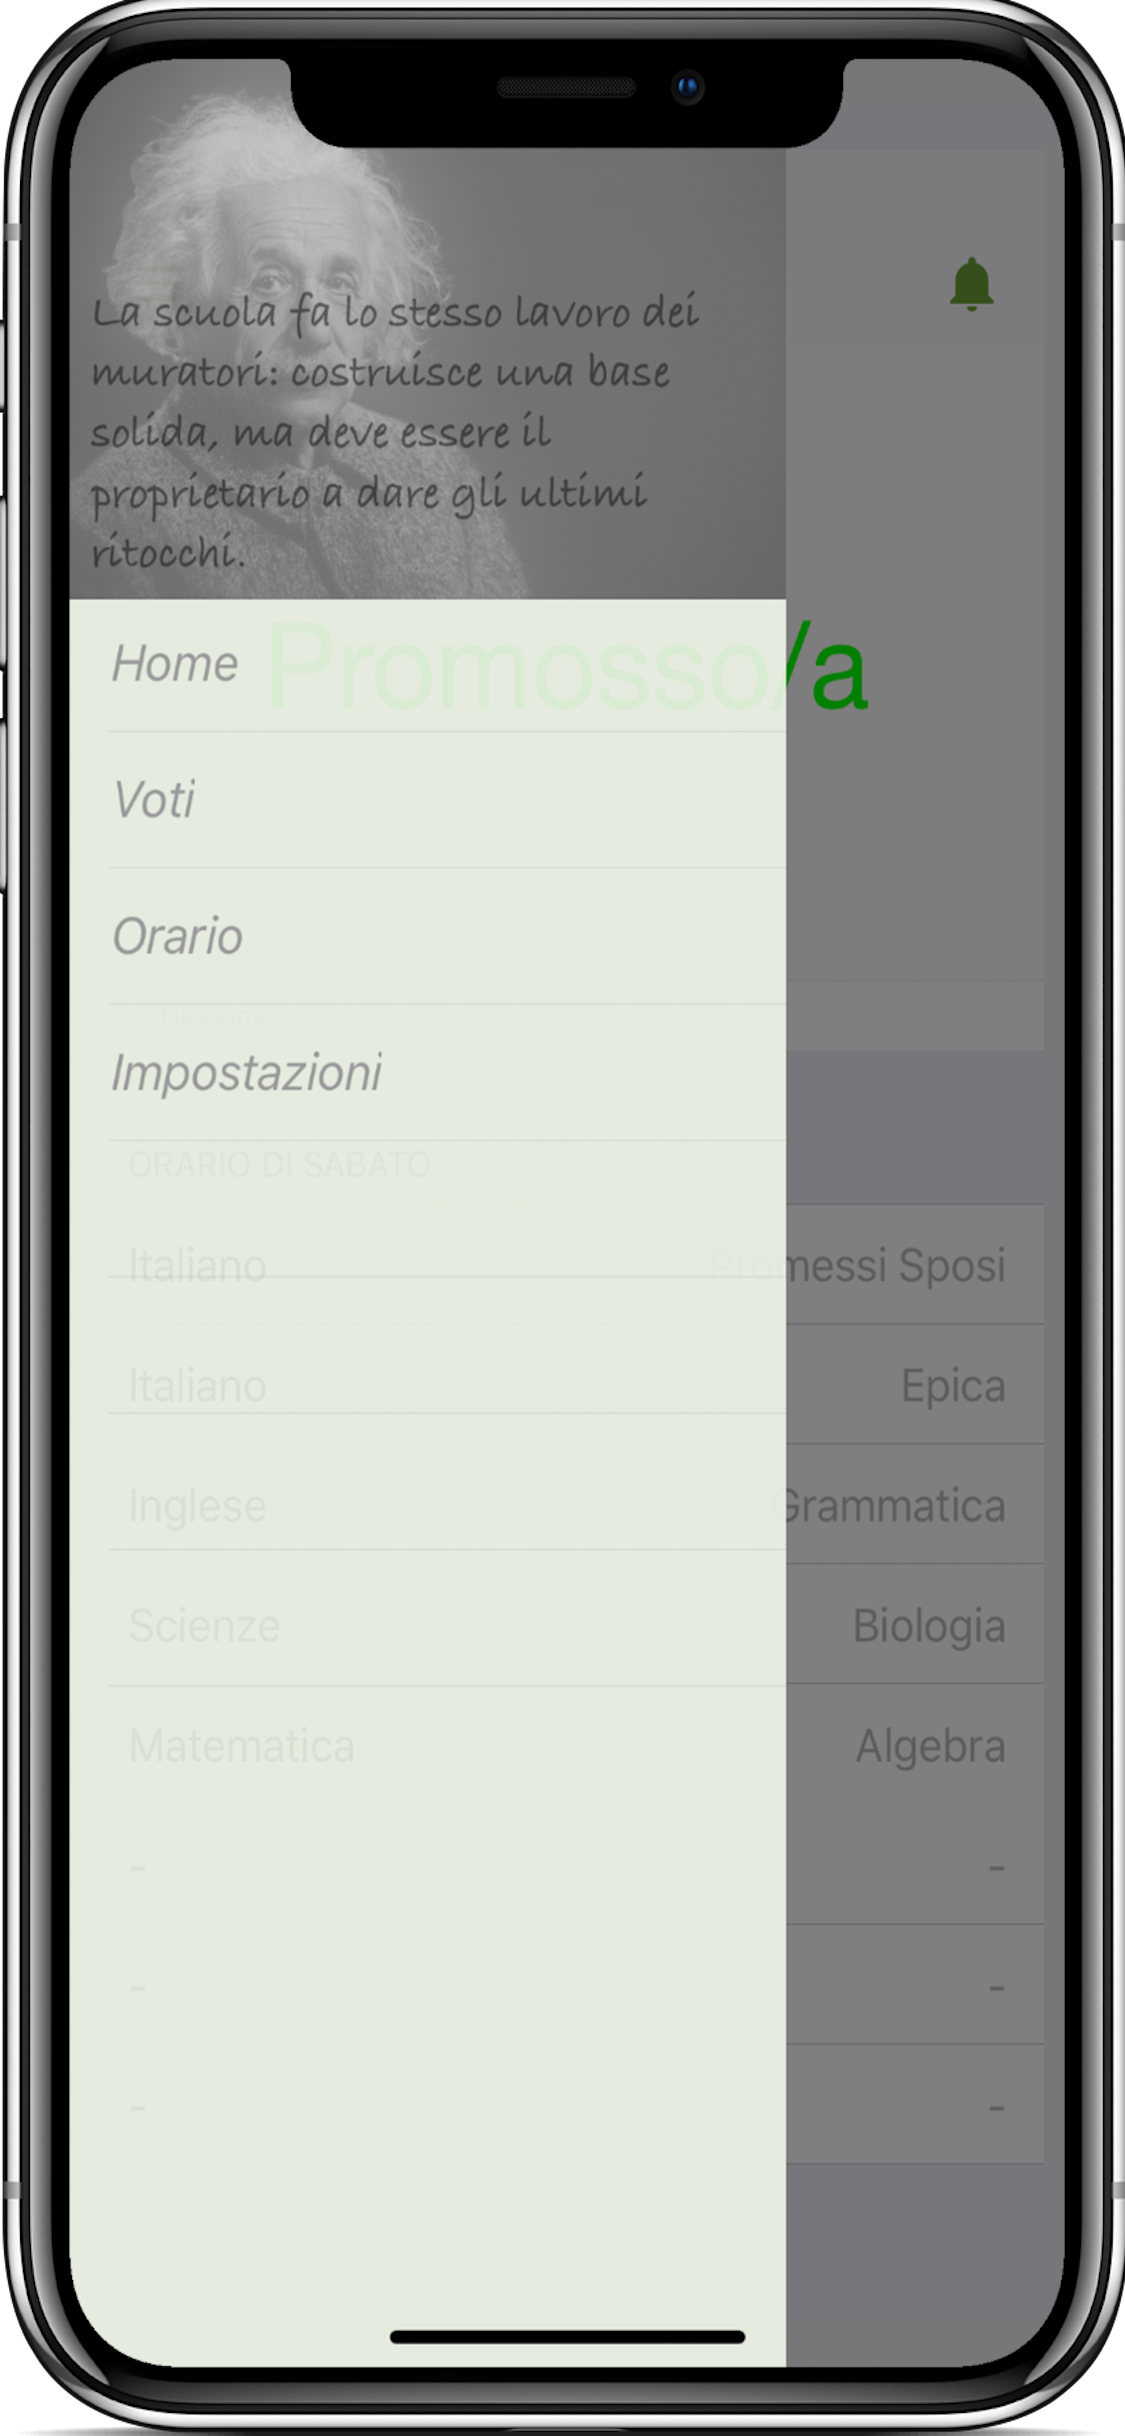 La scuola fa lo stesso lavoro dei
muratori: costruisce una base
solida, ma deve essere il
proprietario a dare gli ultimi
ritocchi.
Home
Promosso/a
Voti
Orario
Nessuna
Impostazioni
ORARIO DI SABATO
Italiano Promessi Sposi
Italiano Epica
Inglese Grammatica
Scienze Biologia
Matematica Algebra
- -
- -
- -